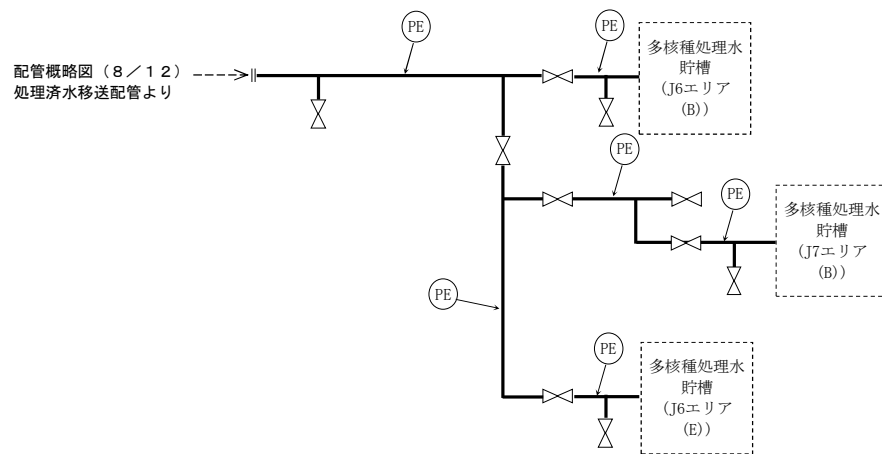 PE
PE
多核種処理水
貯槽
(J6エリア
(B))
配管概略図（８／１２）
処理済水移送配管より
PE
PE
多核種処理水
貯槽
(J7エリア
(B))
PE
PE
多核種処理水
貯槽
(J6エリア
(E))